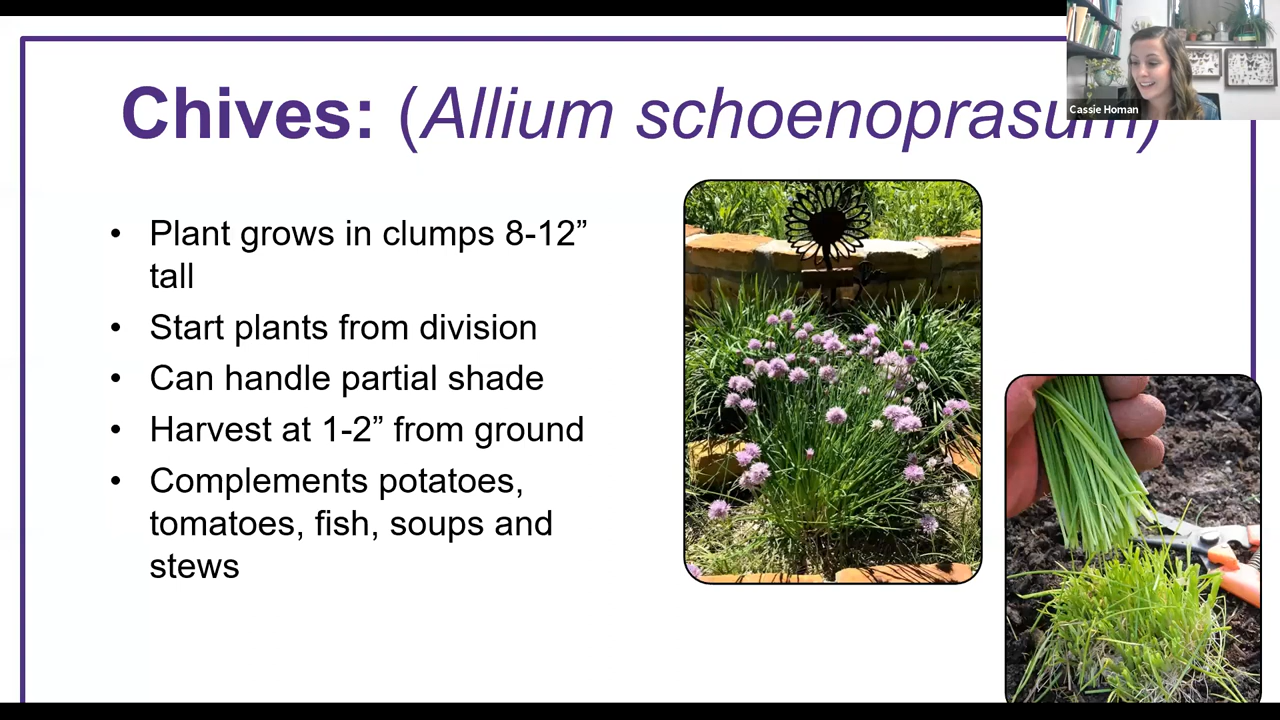 Cassie Homan
Chives: (Allium schoenoprasum)
• Plant grows in clumps 8-12”
tall
• Start plants from division
• Can handle partial shade
• Harvest at 1-2” from ground
• Complements potatoes,
tomatoes, fish, soups and
stews